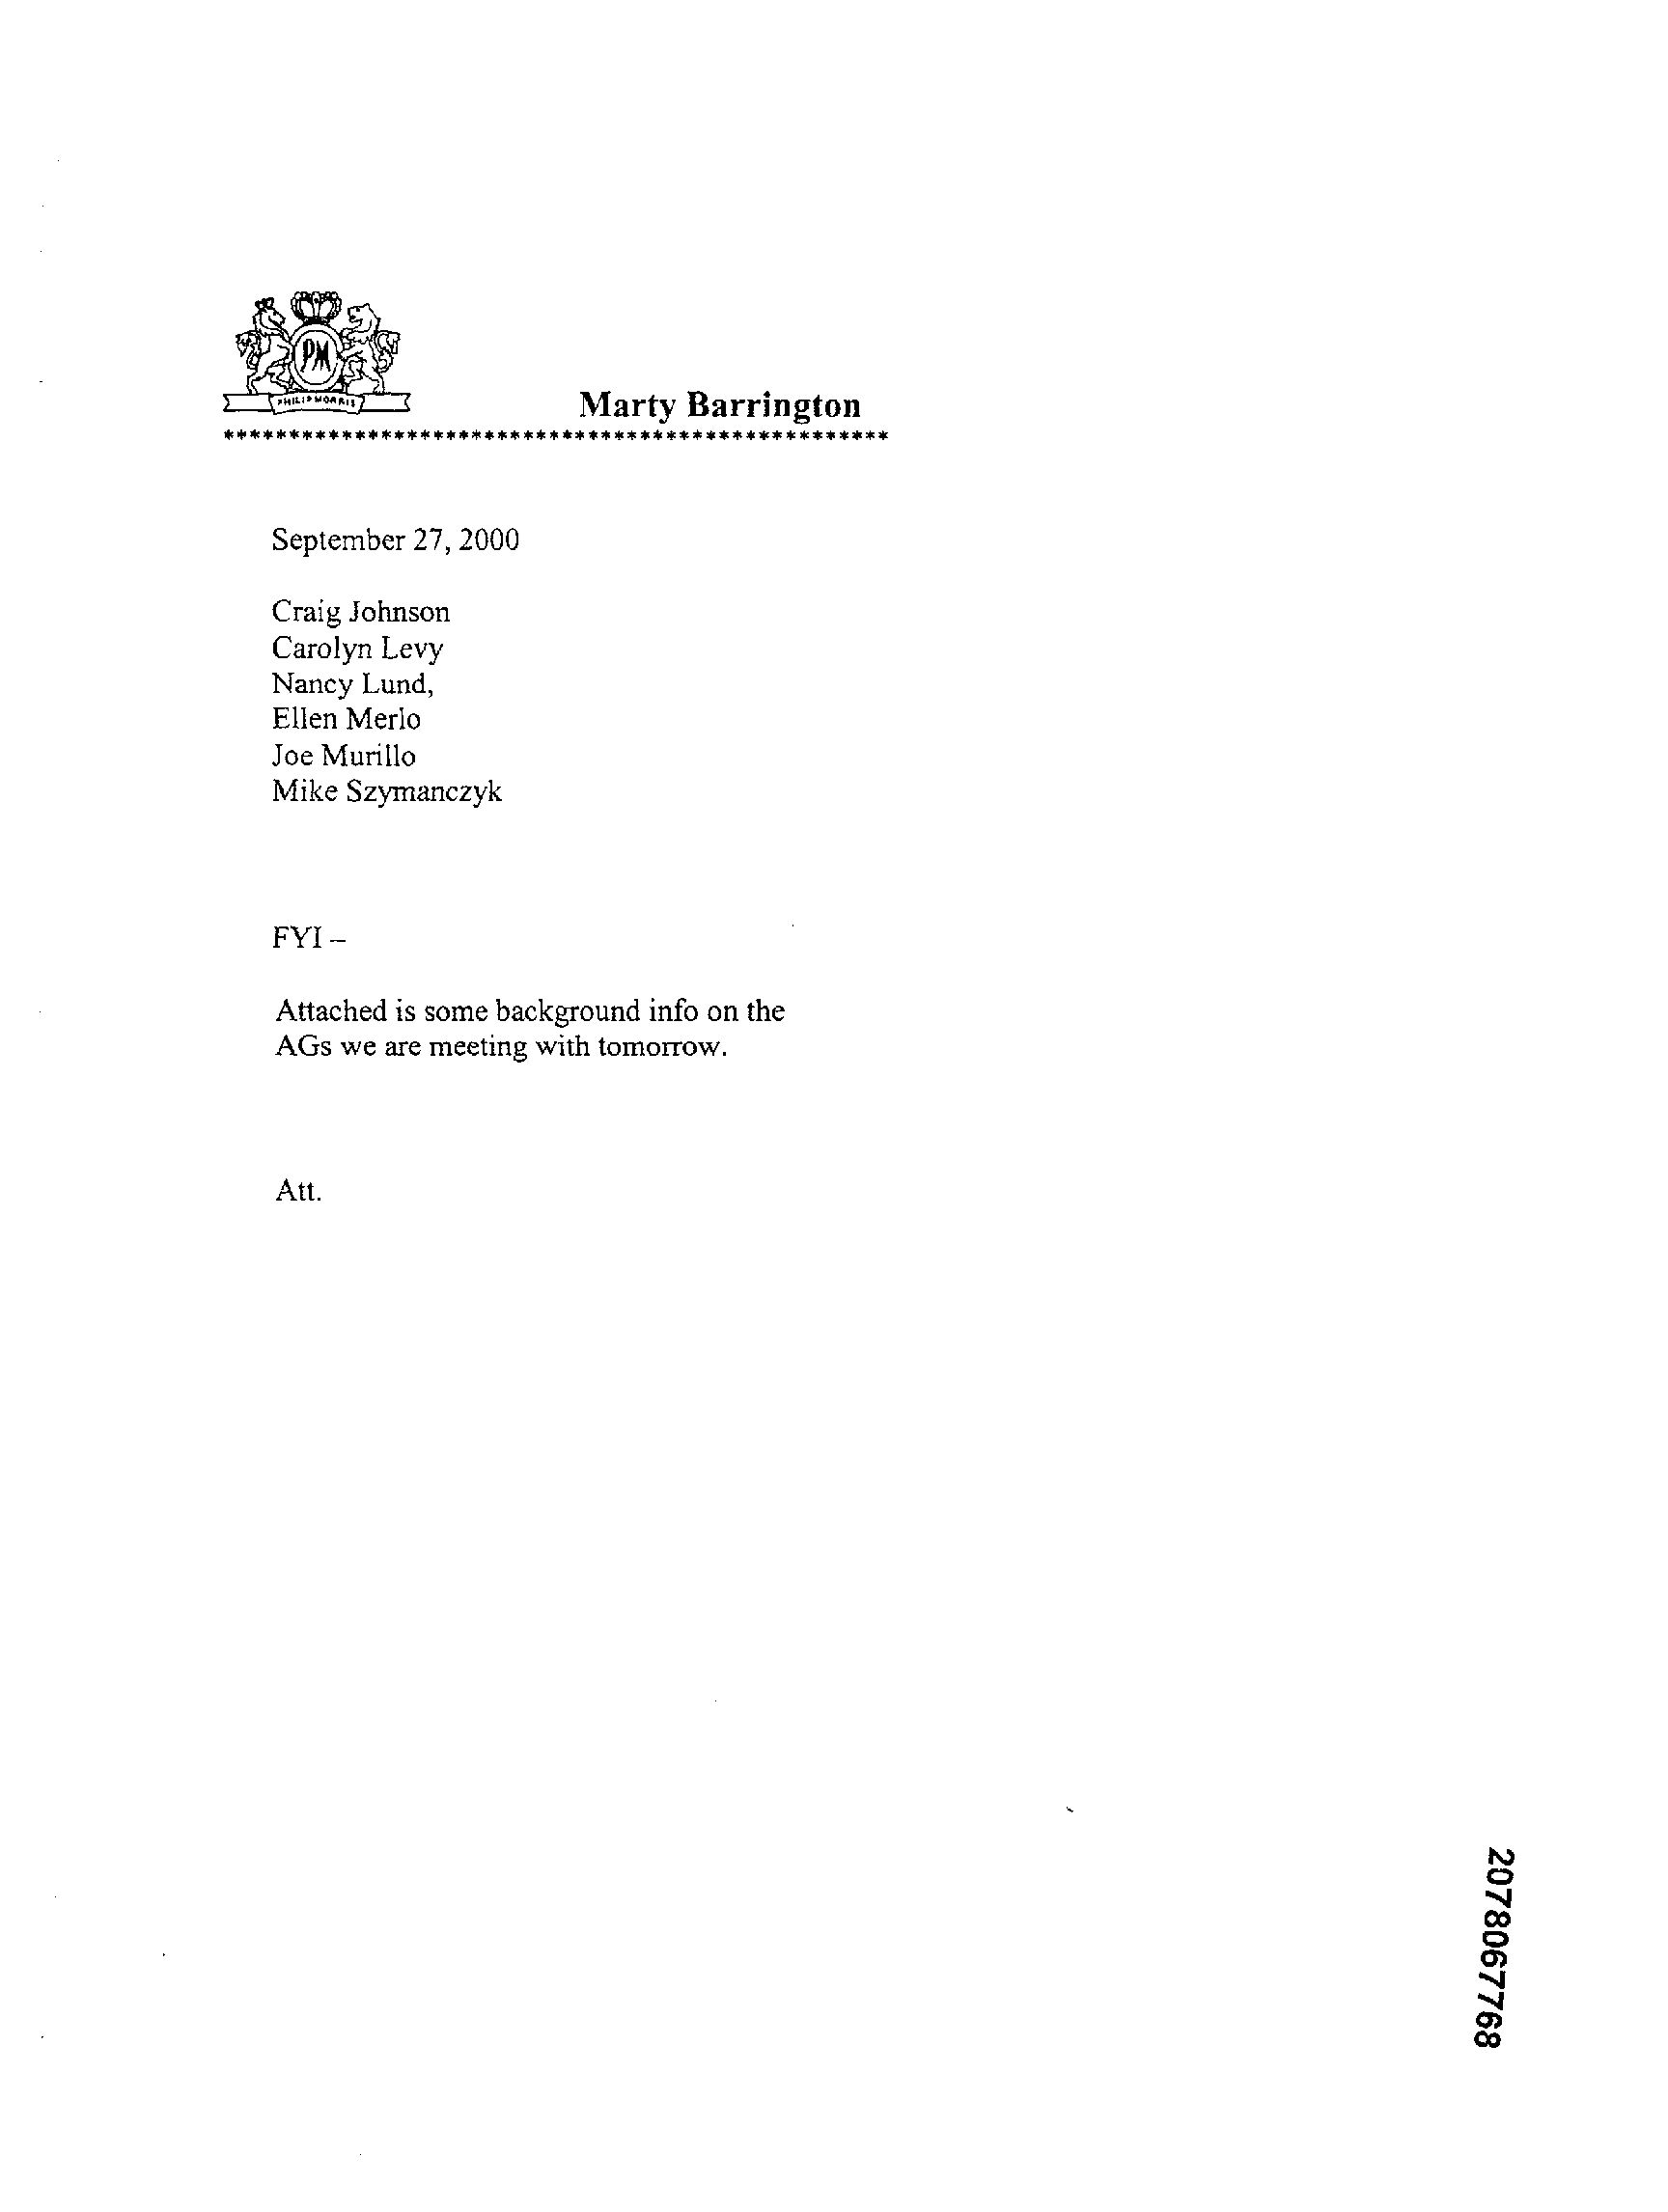 PM
PHILIP MORRIS
Marty Barrington
***************************************************
September 27, 2000
Craig Johnson
Carolyn Levy
Nancy Lund,
Ellen Merlo
Joe Murillo
Mike Szymanczyk
FYI –
Attached is some background info on the
AGs we are meeting with tomorrow.
Att.
2078067768